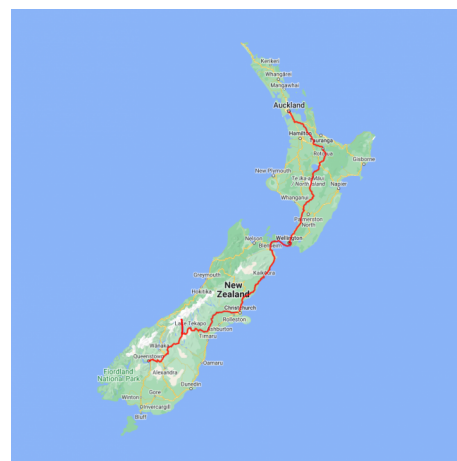 Kerikeri
Whangārei
Mangawhai
Auckland
Hamilton
Tauranga
Rotorua
Gisborne
New Plymouth
Te Ika-a-Māui
North Island
Napier
Whanganui
Palmerston
North
Wellington
Nelson
Blenheim
Greymouth
Kaikōura
Hokitika
New
Zealand
Christchurch
Rolleston
Lake Tekapo
Ashburton
Timaru
Wānaka
Queenstown
Oamaru
Fiordland
National Park
Alexandra
Dunedin
Gore
Winton
Invercargill
Bluff